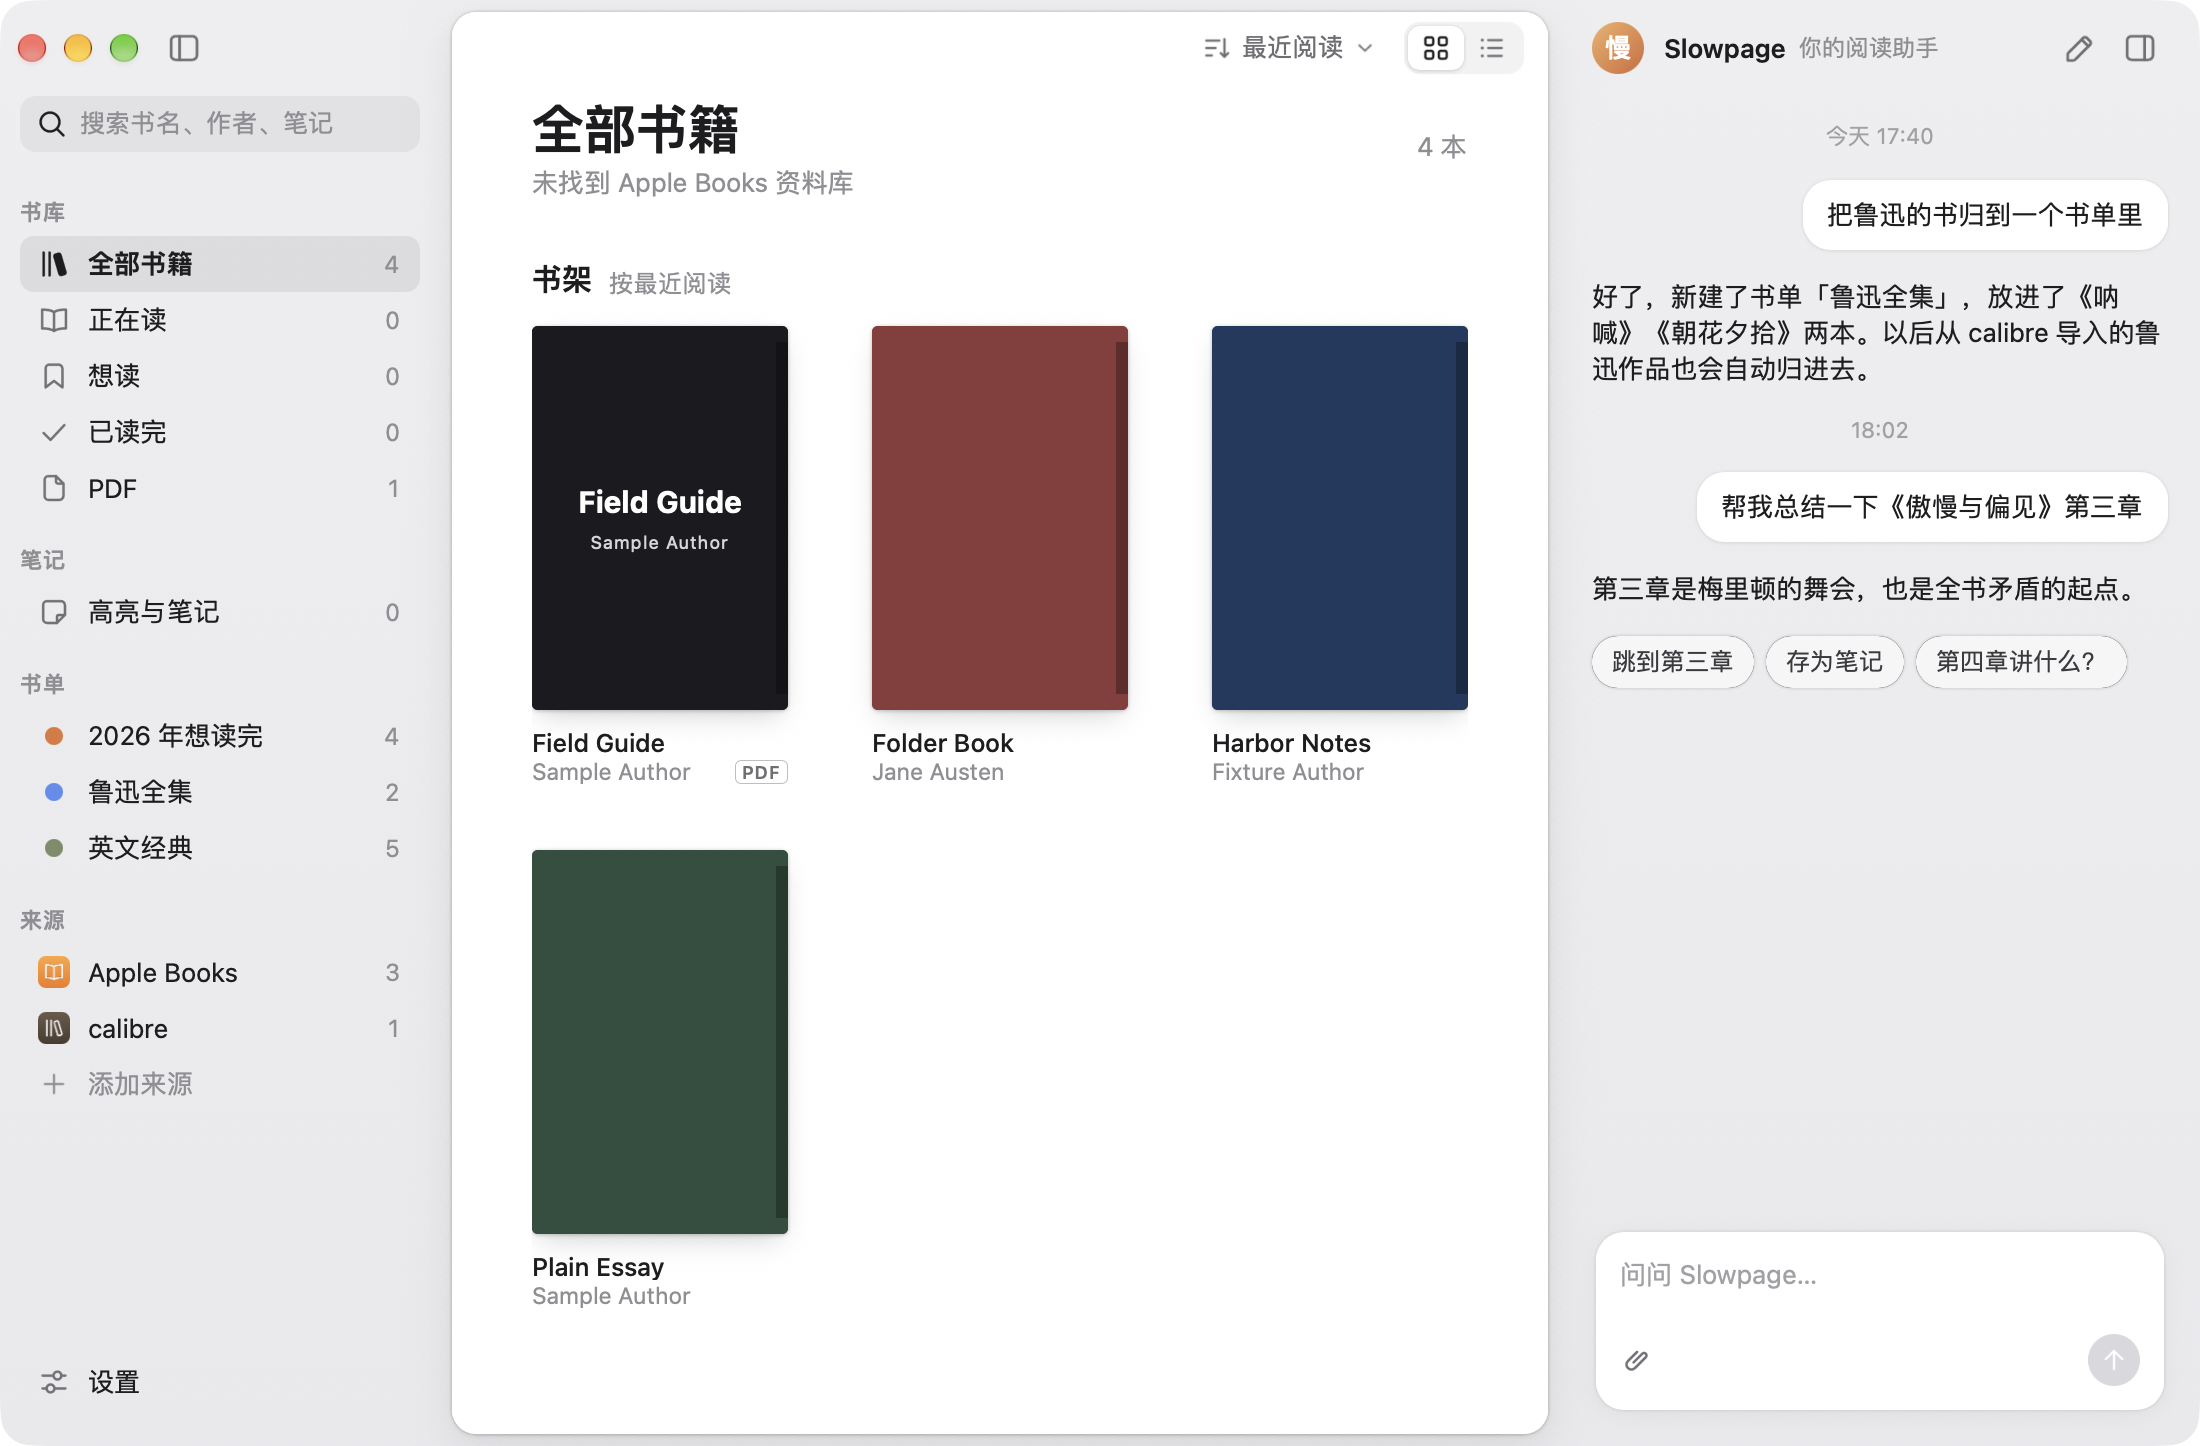 搜索书名、作者、笔记
书库
全部书籍 4
正在读 0
想读 0
已读完 0
PDF 1
笔记
高亮与笔记 0
书单
2026 年想读完 4
鲁迅全集 2
英文经典 5
来源
Apple Books 3
calibre 1
添加来源
设置
最近阅读
全部书籍
4 本
未找到 Apple Books 资料库
书架 按最近阅读
Field Guide
Sample Author
Field Guide
Sample Author PDF
Folder Book
Jane Austen
Harbor Notes
Fixture Author
Plain Essay
Sample Author
慢 Slowpage 你的阅读助手
今天 17:40
把鲁迅的书归到一个书单里
好了，新建了书单「鲁迅全集」，放进了《呐
喊》《朝花夕拾》两本。以后从 calibre 导入的鲁
迅作品也会自动归进去。
18:02
帮我总结一下《傲慢与偏见》第三章
第三章是梅里顿的舞会，也是全书矛盾的起点。
跳到第三章 存为笔记 第四章讲什么？
问问 Slowpage...